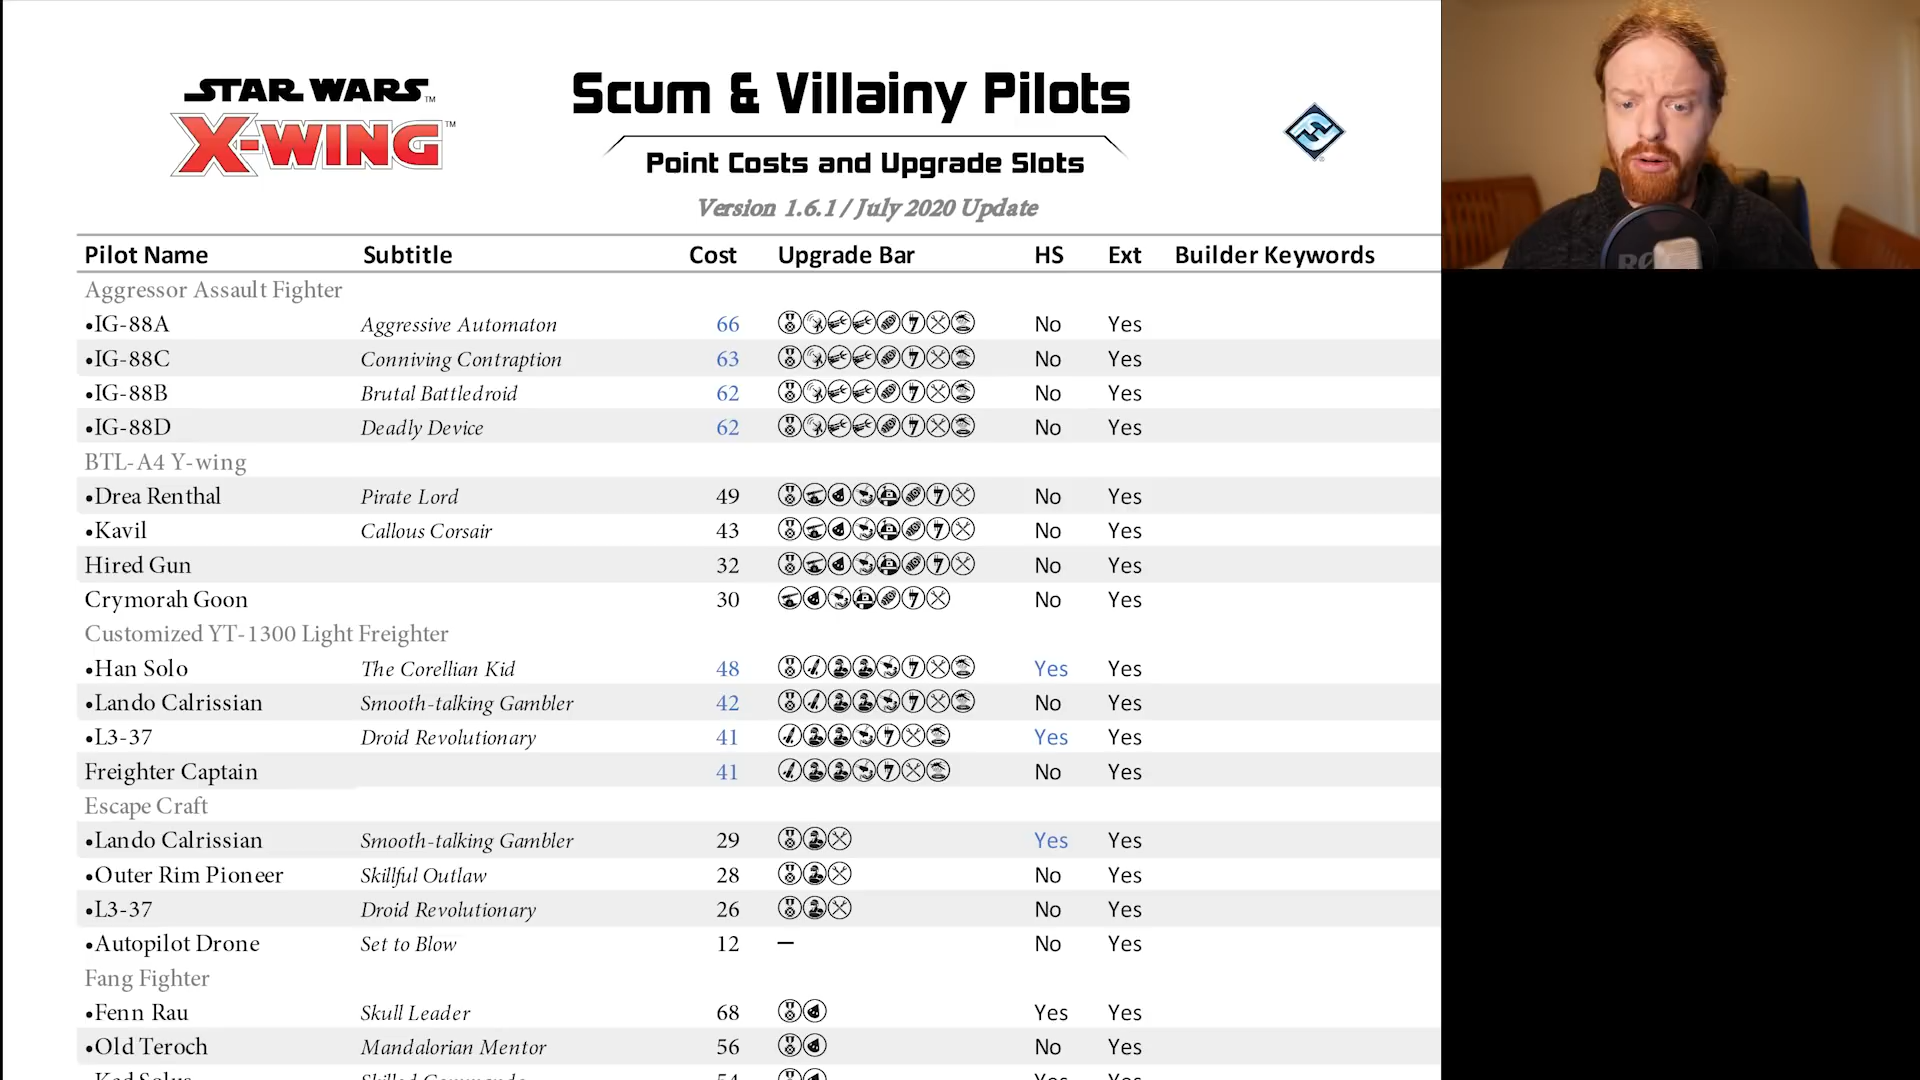 STAR WARS™
X-WING™
Scum & Villainy Pilots
Point Costs and Upgrade Slots
Version 1.6.1 / July 2020 Update
Pilot Name Subtitle Cost Upgrade Bar HS Ext Builder Keywords
Aggressor Assault Fighter
•IG-88A Aggressive Automaton 66 No Yes
•IG-88C Conniving Contraption 63 No Yes
•IG-88B Brutal Battledroid 62 No Yes
•IG-88D Deadly Device 62 No Yes
BTL-A4 Y-wing
•Drea Renthal Pirate Lord 49 No Yes
•Kavil Callous Corsair 43 No Yes
Hired Gun 32 No Yes
Crymorah Goon 30 No Yes
Customized YT-1300 Light Freighter
•Han Solo The Corellian Kid 48 Yes Yes
•Lando Calrissian Smooth-talking Gambler 42 No Yes
•L3-37 Droid Revolutionary 41 Yes Yes
Freighter Captain 41 No Yes
Escape Craft
•Lando Calrissian Smooth-talking Gambler 29 Yes Yes
•Outer Rim Pioneer Skillful Outlaw 28 No Yes
•L3-37 Droid Revolutionary 26 No Yes
•Autopilot Drone Set to Blow 12 – No Yes
Fang Fighter
•Fenn Rau Skull Leader 68 Yes Yes
•Old Teroch Mandalorian Mentor 56 No Yes